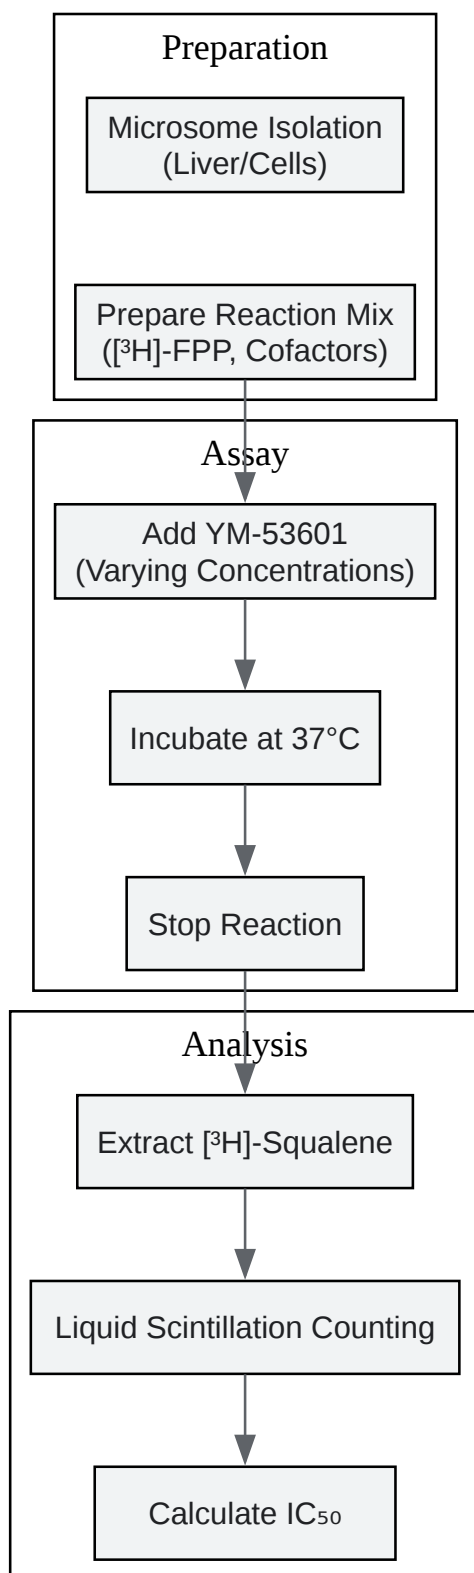 Preparation
Microsome Isolation
(Liver/Cells)
Prepare Reaction Mix
([³H]-FPP, Cofactors)
Assay
Add YM-53601
(Varying Concentrations)
Incubate at 37°C
Stop Reaction
Analysis
Extract [³H]-Squalene
Liquid Scintillation Counting
Calculate IC₅₀